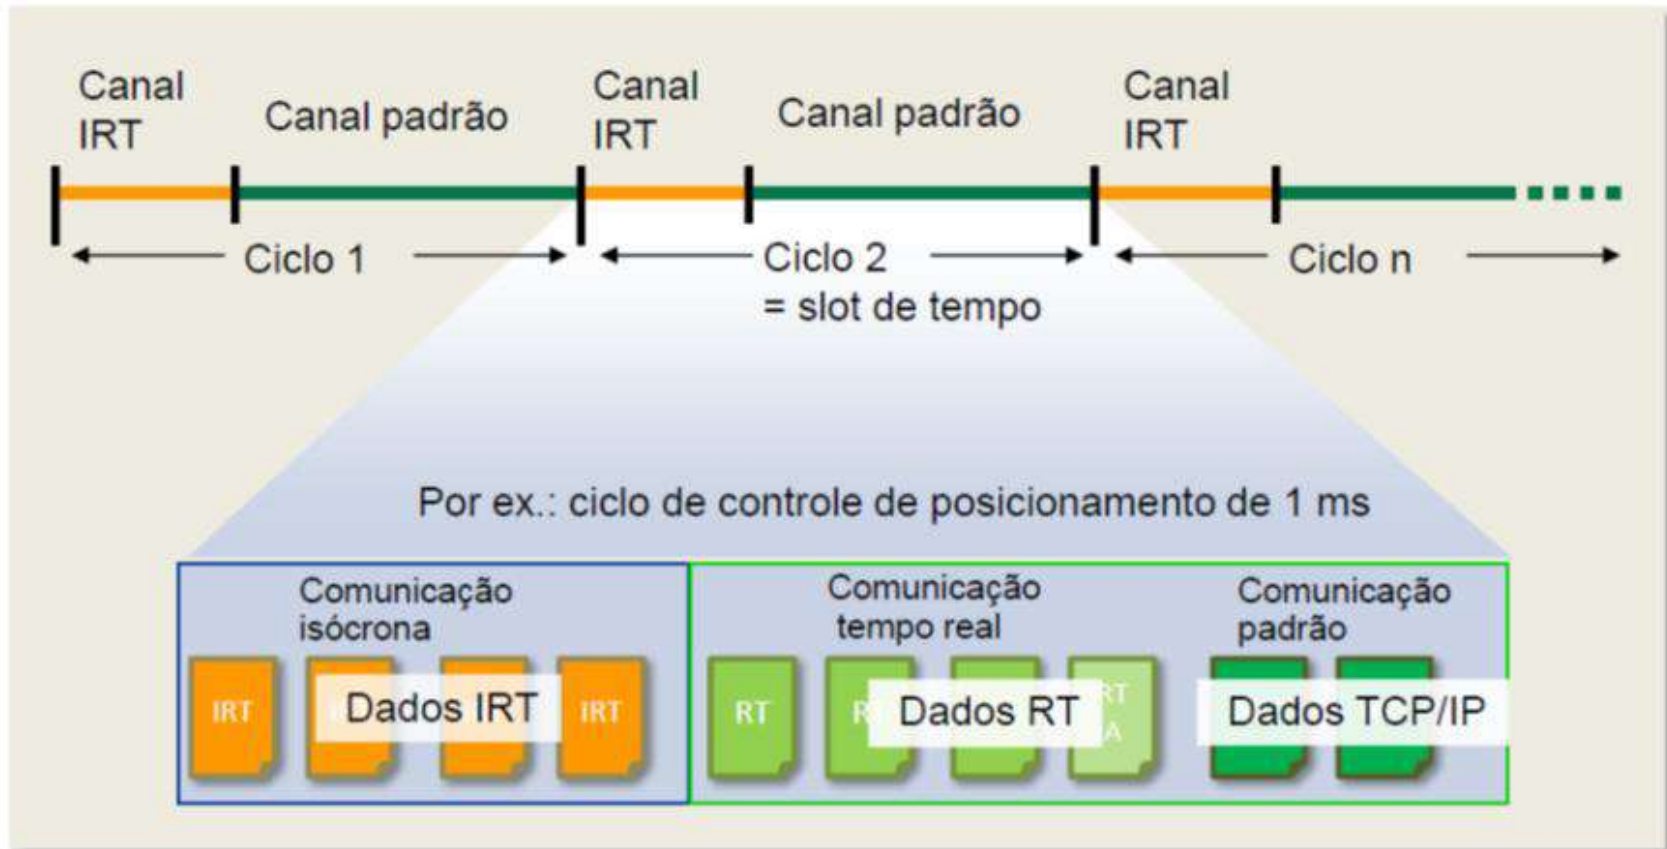 Canal
IRT
Canal padrão
Canal
IRT
Canal padrão
Canal
IRT
Ciclo 1
Ciclo 2
= slot de tempo
Ciclo n
Por ex.: ciclo de controle de posicionamento de 1 ms
Comunicação
isócrona
Comunicação
tempo real
Comunicação
padrão
IRT
Dados IRT
IRT
RT
R
Dados RT
RT
A
Dados TCP/IP